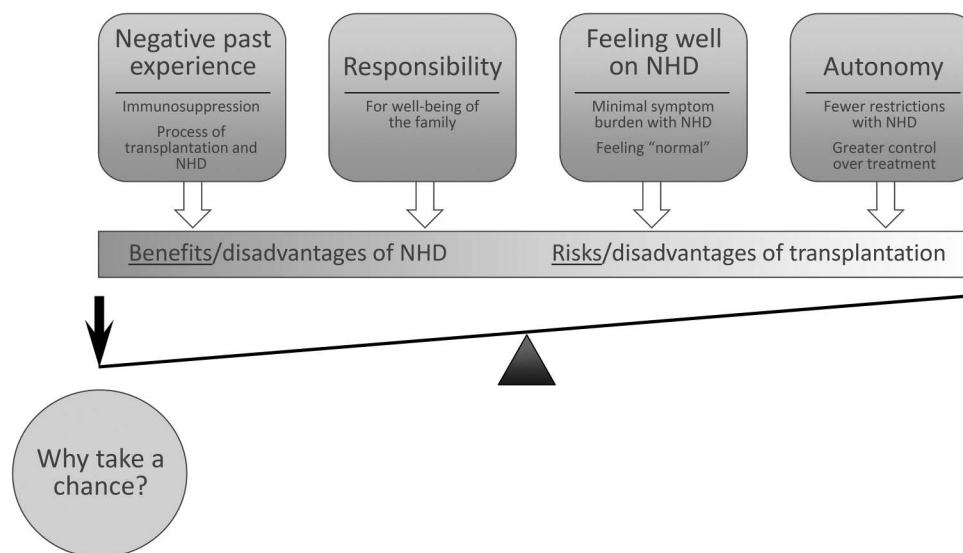 Negative past
experience
Immunosuppression
Process of
transplantation and
NHD
Responsibility
For well-being of
the family
Feeling well
on NHD
Minimal symptom
burden with NHD
Feeling “normal”
Autonomy
Fewer restrictions
with NHD
Greater control
over treatment
Benefits/disadvantages of NHD
Risks/disadvantages of transplantation
Why take a
chance?